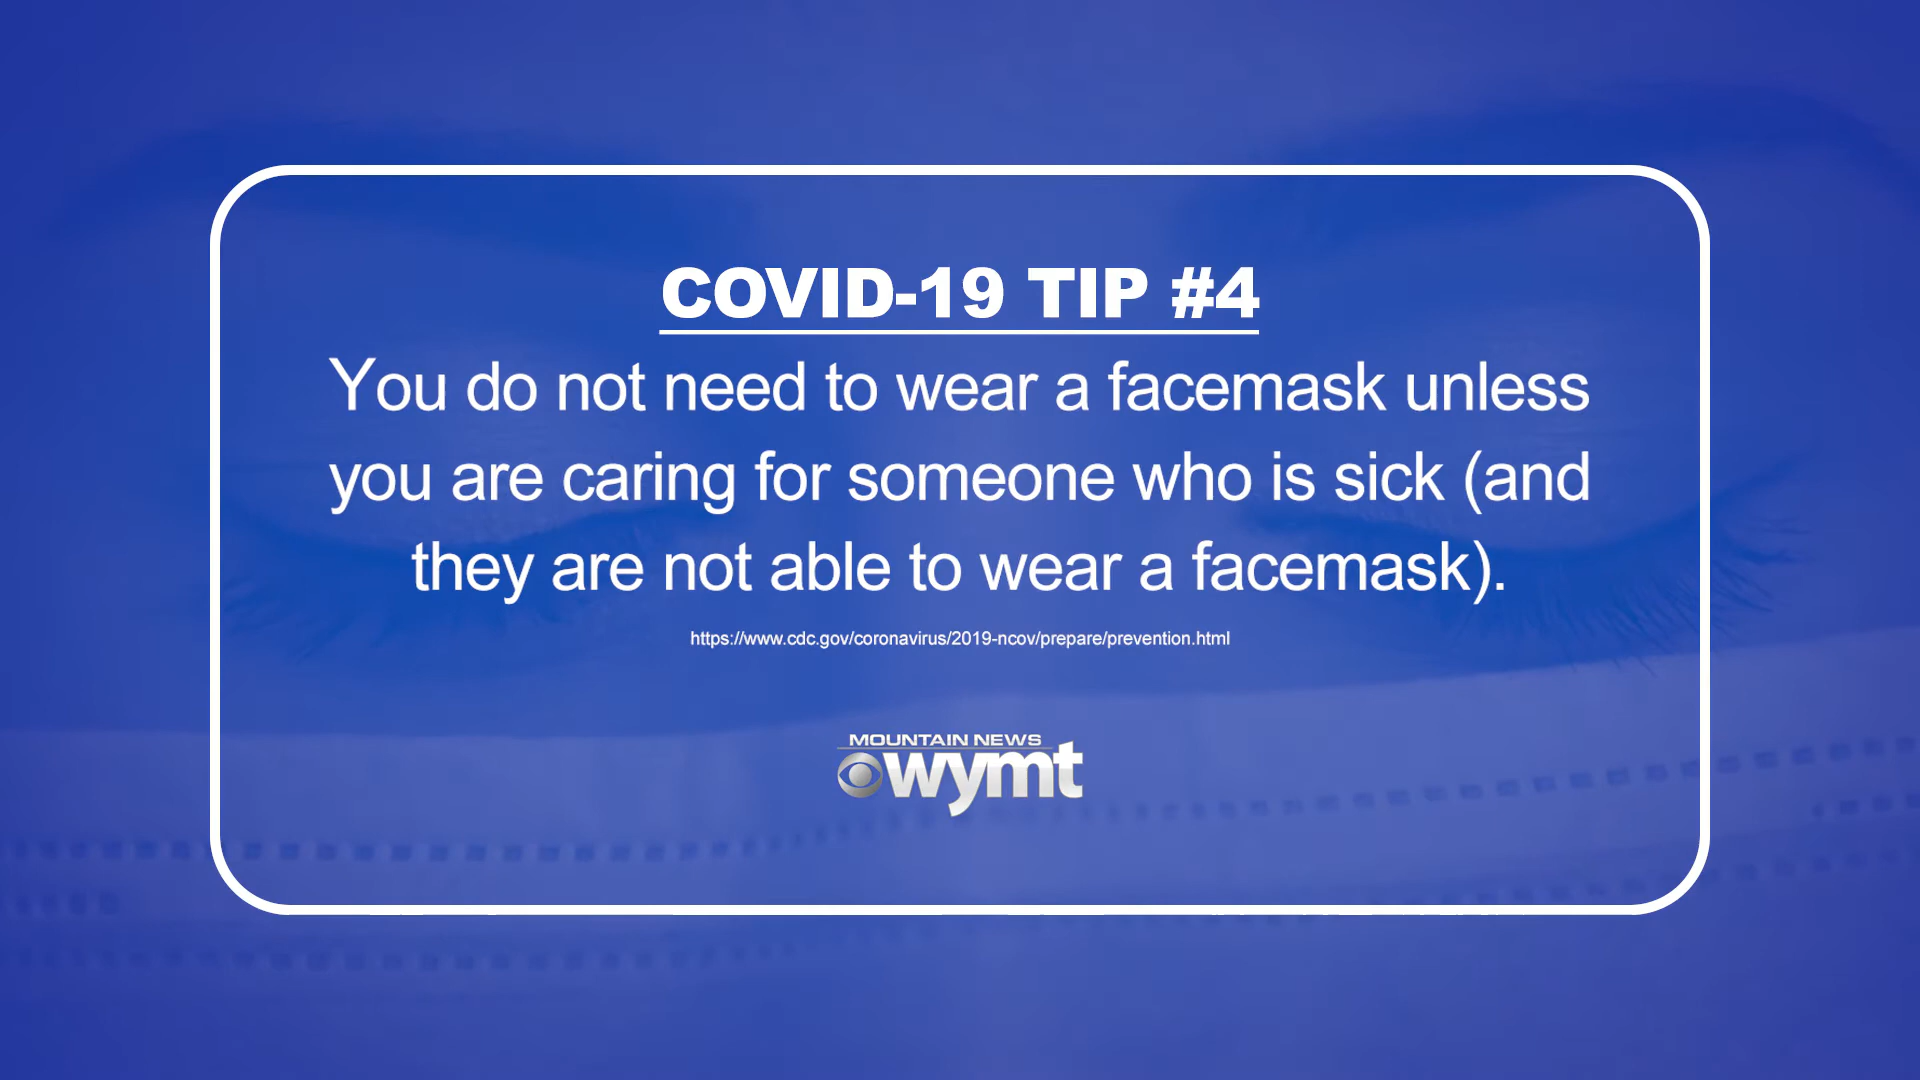 COVID-19 TIP #4
You do not need to wear a facemask unless
you are caring for someone who is sick (and
they are not able to wear a facemask).
https://www.cdc.gov/coronavirus/2019-ncov/prepare/prevention.html
MOUNTAIN NEWS
wymt